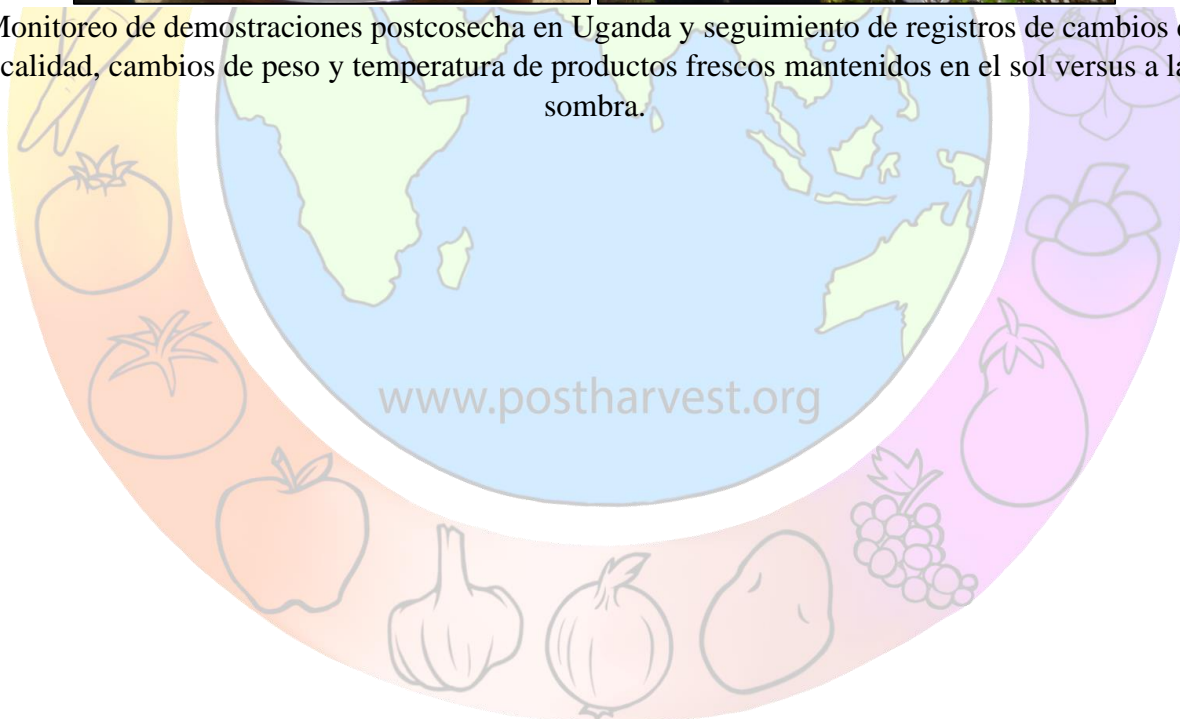 Monitoreo de demostraciones postcosecha en Uganda y seguimiento de registros de cambios
calidad, cambios de peso y temperatura de productos frescos mantenidos en el sol versus a la
sombra.
www.postharvest.org